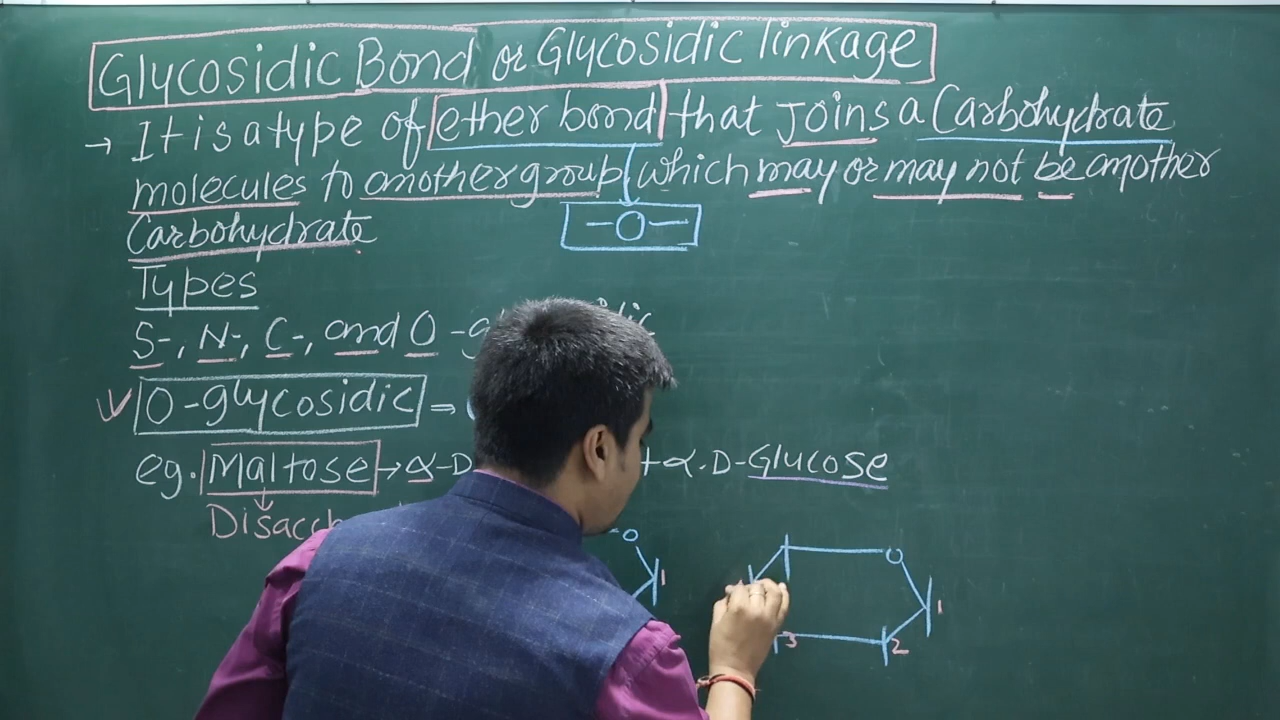 Glycosidic Bond or Glycosidic linkage
→ It is a type of ether bond that Joins a Carbohydrate
molecules to another group which may or may not be another
—O—
Carbohydrate
Types
S-, N-, C-, and O
O-glycosidic =
eg. Maltose → α-D + α.D-Glucose
O O
1 1
3 2